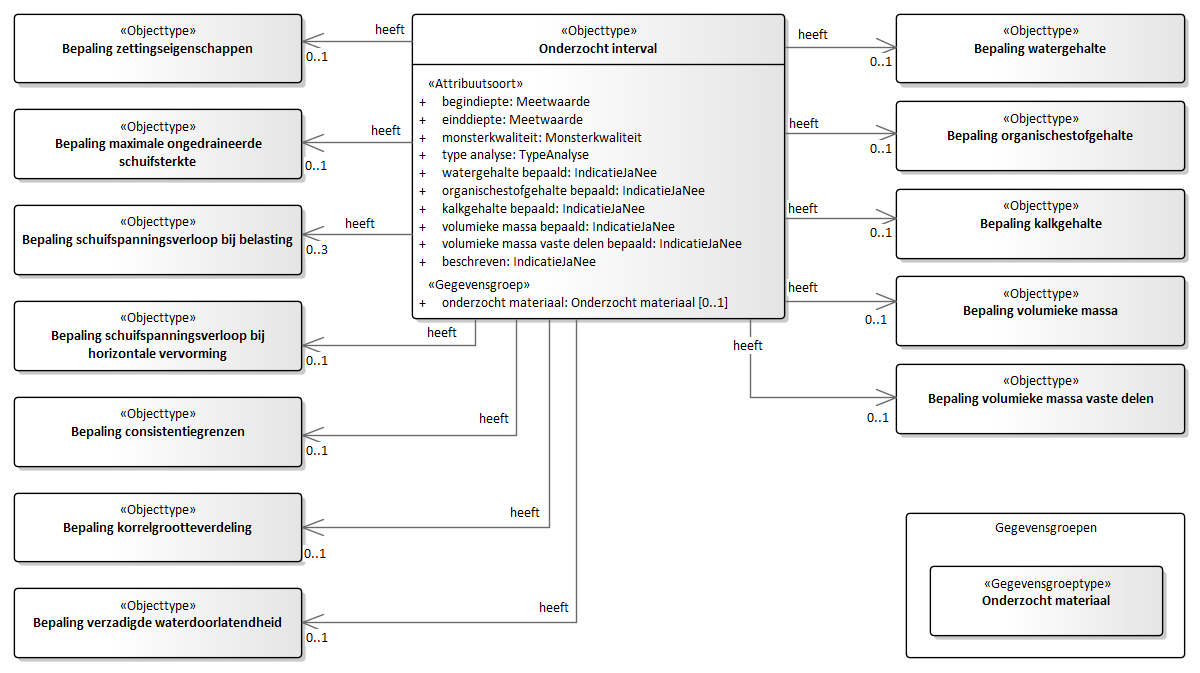 «Objecttype»
Bepaling zettingseigenschappen
heeft
0..1
«Objecttype»
Bepaling maximale ongedraineerde
schuifsterkte
heeft
0..1
«Objecttype»
Bepaling schuifspanningsverloop bij belasting
heeft
0..3
«Objecttype»
Bepaling schuifspanningsverloop bij
horizontale vervorming
heeft
0..1
«Objecttype»
Bepaling consistentiegrenzen
heeft
0..1
«Objecttype»
Bepaling korrelgrootteverdeling
heeft
0..1
«Objecttype»
Bepaling verzadigde waterdoorlatendheid
heeft
0..1
«Objecttype»
Onderzocht interval
«Attribuutsoort»
+ begindiepte: Meetwaarde
+ einddiepte: Meetwaarde
+ monsterkwaliteit: Monsterkwaliteit
+ type analyse: TypeAnalyse
+ watergehalte bepaald: IndicatieJaNee
+ organischestofgehalte bepaald: IndicatieJaNee
+ kalkgehalte bepaald: IndicatieJaNee
+ volumieke massa bepaald: IndicatieJaNee
+ volumieke massa vaste delen bepaald: IndicatieJaNee
+ beschreven: IndicatieJaNee
«Gegevensgroep»
+ onderzocht materiaal: Onderzocht materiaal [0..1]
heeft
0..1
«Objecttype»
Bepaling watergehalte
heeft
0..1
«Objecttype»
Bepaling organischestofgehalte
heeft
0..1
«Objecttype»
Bepaling kalkgehalte
heeft
0..1
«Objecttype»
Bepaling volumieke massa
heeft
0..1
«Objecttype»
Bepaling volumieke massa vaste delen
Gegevensgroepen
«Gegevensgroeptype»
Onderzocht materiaal